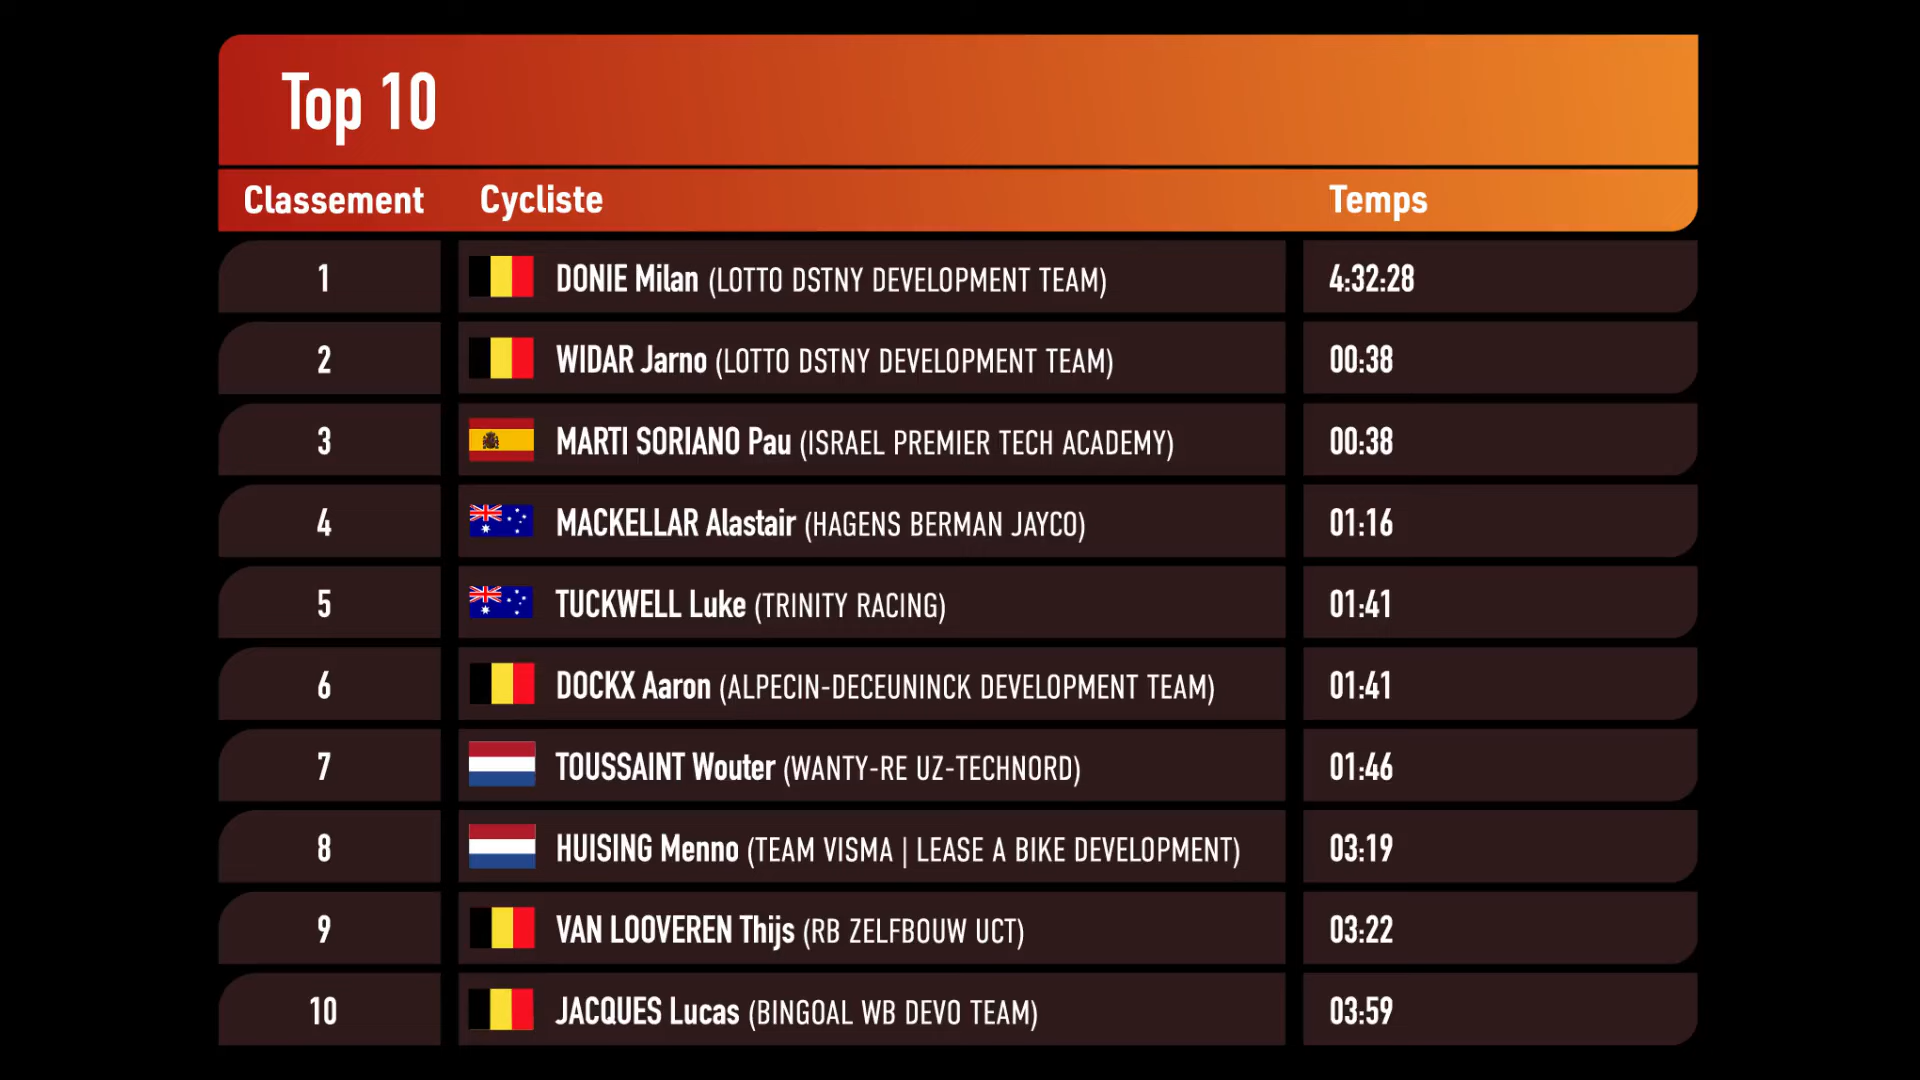 Top 10
Classement Cycliste Temps
1 DONIE Milan (LOTTO DSTNY DEVELOPMENT TEAM) 4:32:28
2 WIDAR Jarno (LOTTO DSTNY DEVELOPMENT TEAM) 00:38
3 MARTI SORIANO Pau (ISRAEL PREMIER TECH ACADEMY) 00:38
4 MACKELLAR Alastair (HAGENS BERMAN JAYCO) 01:16
5 TUCKWELL Luke (TRINITY RACING) 01:41
6 DOCKX Aaron (ALPECIN-DECEUNINCK DEVELOPMENT TEAM) 01:41
7 TOUSSAINT Wouter (WANTY-RE UZ-TECHNORD) 01:46
8 HUISING Menno (TEAM VISMA | LEASE A BIKE DEVELOPMENT) 03:19
9 VAN LOOVEREN Thijs (RB ZELFBOUW UCT) 03:22
10 JACQUES Lucas (BINGOAL WB DEVO TEAM) 03:59